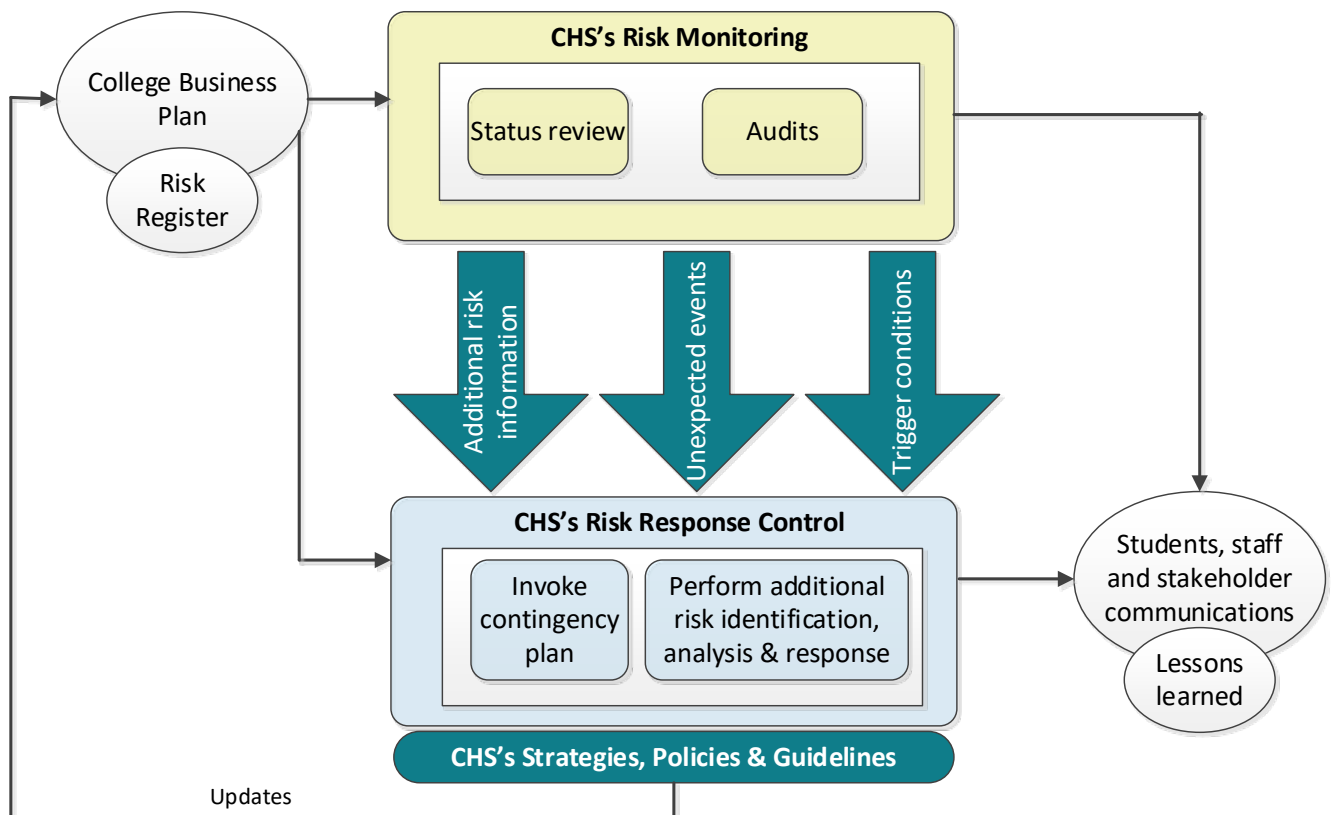 CHS's Risk Monitoring
College Business
Plan
Status review
Audits
Risk
Register
Additional risk
information
Unexpected events
Trigger conditions
CHS's Risk Response Control
Invoke
contingency
plan
Perform additional
risk identification,
analysis & response
Students, staff
and stakeholder
communications
Lessons
learned
CHS's Strategies, Policies & Guidelines
Updates